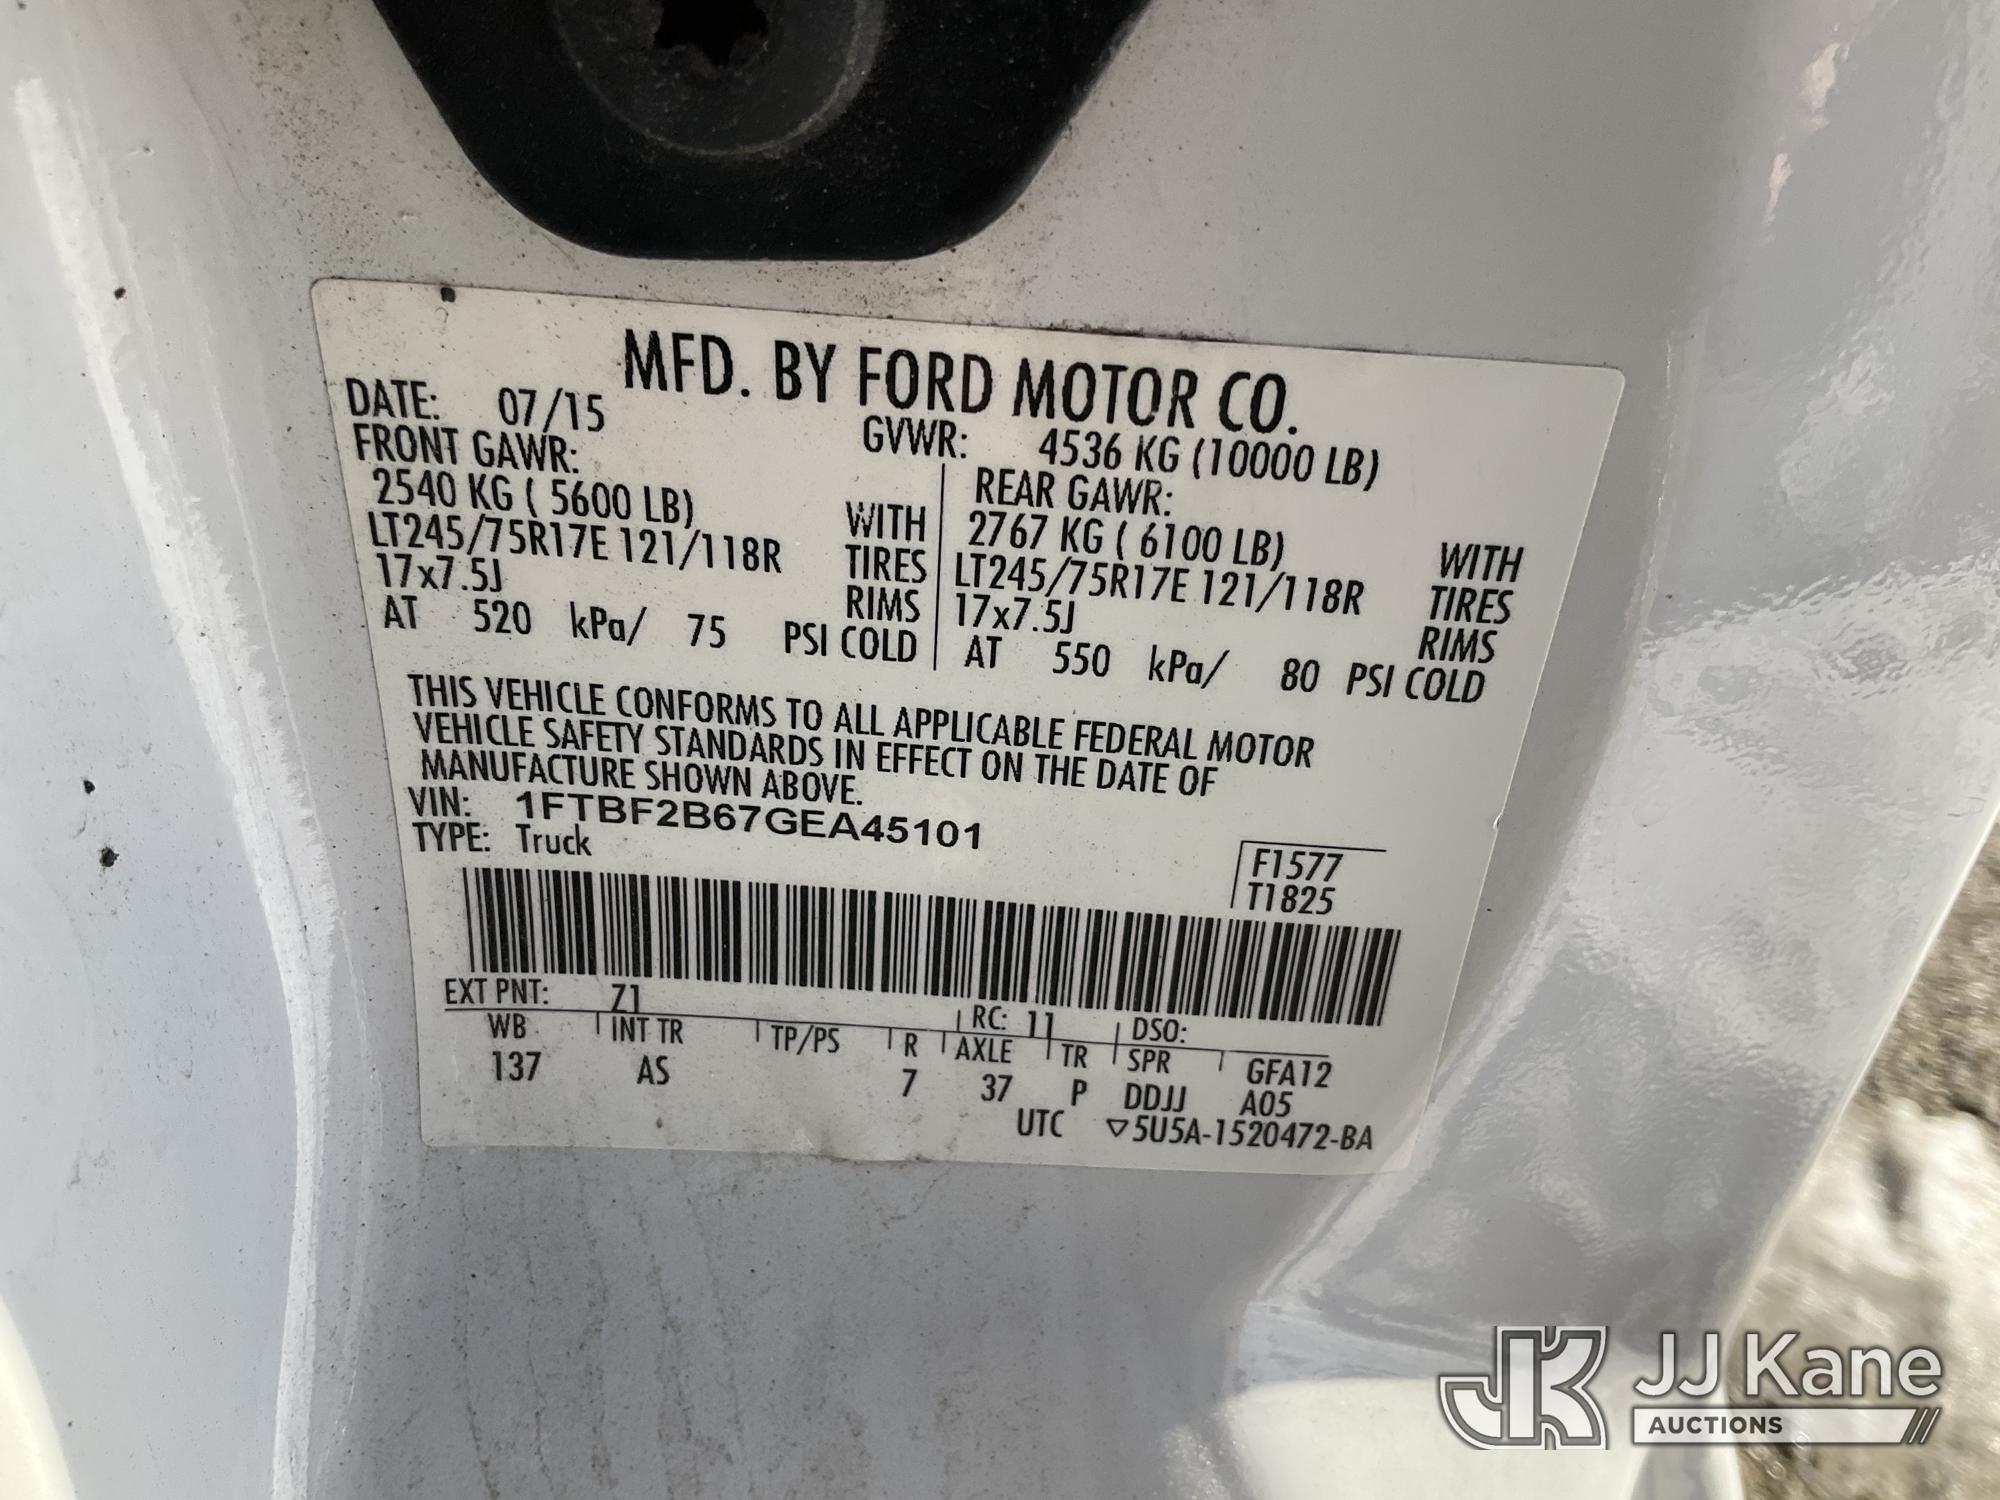 MFD. BY FORD MOTOR CO.
DATE: 07/15 GVWR: 4536 KG (10000 LB)
FRONT GAWR: REAR GAWR:
2540 KG ( 5600 LB) WITH 2767 KG ( 6100 LB) WITH
LT245/75R17E 121/118R TIRES LT245/75R17E 121/118R TIRES
17x7.5J RIMS 17x7.5J RIMS
AT 520 kPa/ 75 PSI COLD AT 550 kPa/ 80 PSI COLD
THIS VEHICLE CONFORMS TO ALL APPLICABLE FEDERAL MOTOR
VEHICLE SAFETY STANDARDS IN EFFECT ON THE DATE OF
MANUFACTURE SHOWN ABOVE.
VIN: 1FTBF2B67GEA45101
TYPE: Truck
F1577
T1825
EXT PNT: Z1 RC: 11 DSO:
WB INT TR TP/PS R AXLE TR SPR GFA12
137 AS 7 37 P DDJJ A05
UTC ▽5U5A-1520472-BA
JK JJ Kane
AUCTIONS